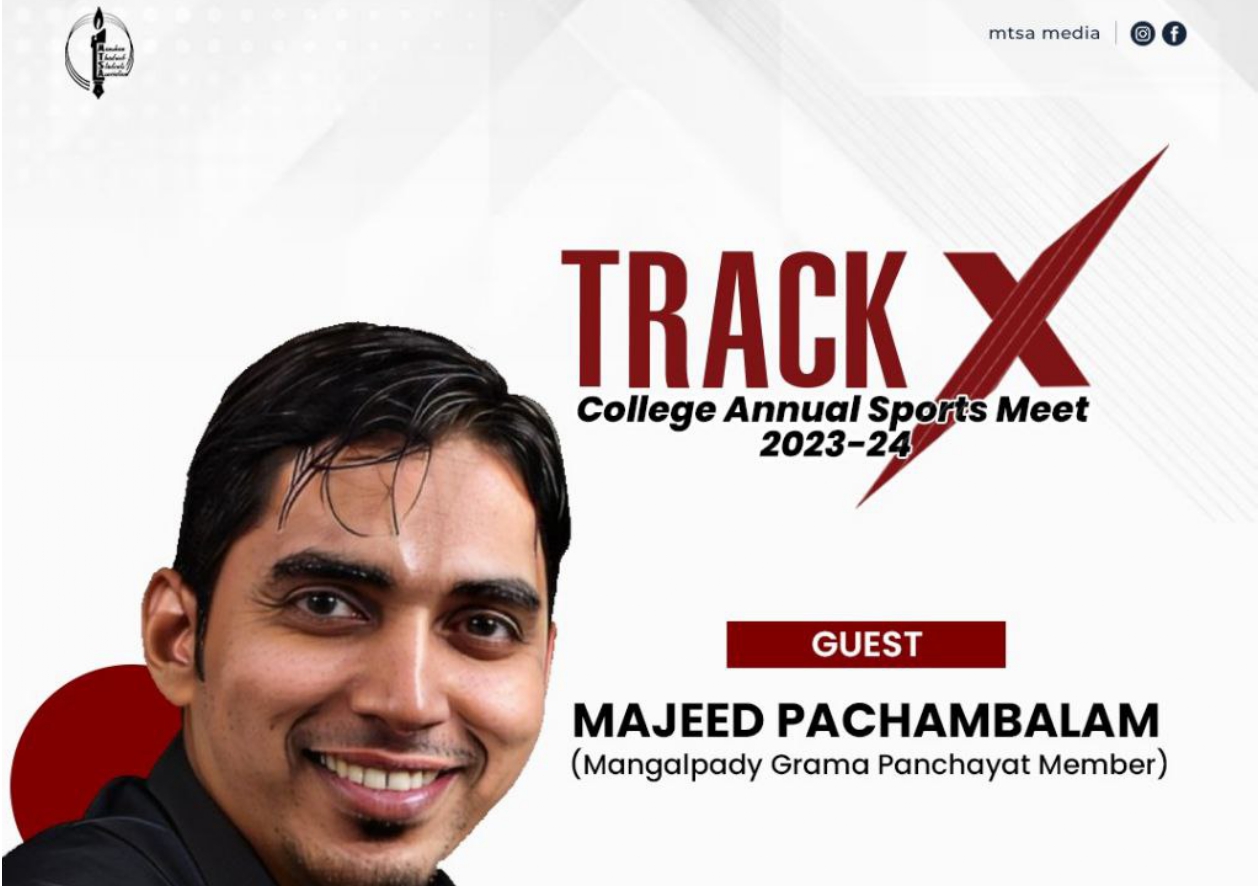 mtsa media
TRACK X
College Annual Sports Meet
2023-24
GUEST
MAJEED PACHAMBALAM
(Mangalpady Grama Panchayat Member)